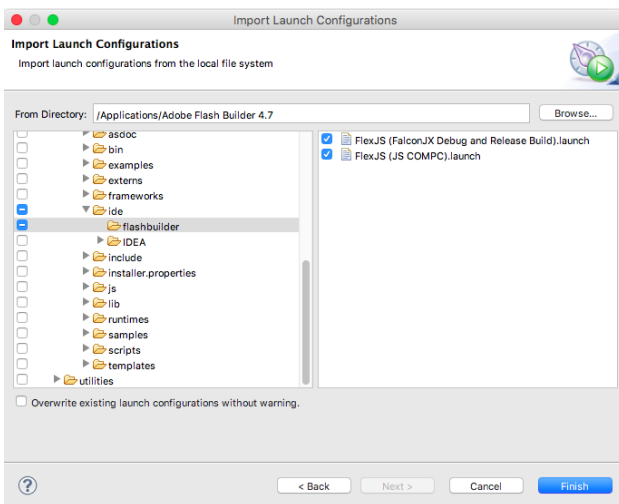 Import Launch Configurations
Import Launch Configurations
Import launch configurations from the local file system
From Directory: /Applications/Adobe Flash Builder 4.7 Browse...
asdoc
bin
examples
externs
frameworks
ide
flashbuilder
IDEA
include
installer.properties
js
lib
runtimes
samples
scripts
templates
utilities
FlexJS (FalconJX Debug and Release Build).launch
FlexJS (JS COMPC).launch
Overwrite existing launch configurations without warning.
? < Back Next > Cancel Finish